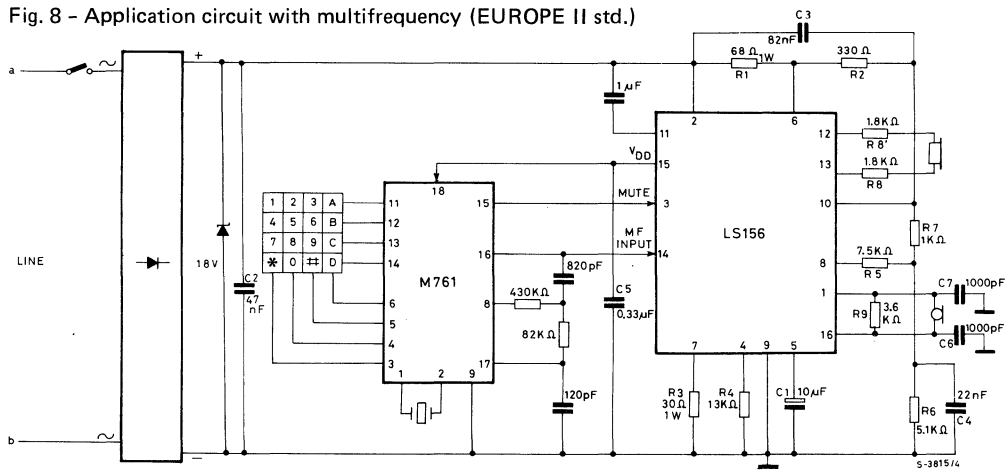 Fig. 8 - Application circuit with multifrequency (EUROPE II std.)
C3
82nF
68Ω
1W
R1
330Ω
R2
a
~
+
1μF
2
6
11
12
1.8KΩ
R8'
VDD
15
13
1.8KΩ
R8
18
1 2 3 A
4 5 6 B
7 8 9 C
* 0 # D
11
12
13
14
15
MUTE
3
10
LS156
R7
1KΩ
LINE
18V
C2
47
nF
M761
16
MF
INPUT
14
8
7.5KΩ
R5
820pF
6
5
4
3
8
430KΩ
C5
0,33μF
1
C7
1000pF
R9
3.6
KΩ
82KΩ
16
1000pF
C6
17
1
2
9
120pF
7
4
9
5
R3
30Ω
1W
R4
13KΩ
C1
10μF
R6
5.1KΩ
22nF
C4
b
~
-
S-3815/4